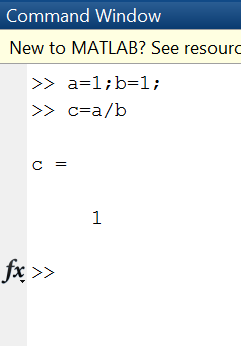 Command Window
New to MATLAB? See resourc
>> a=1;b=1;
>> c=a/b
c =
1
fx >>